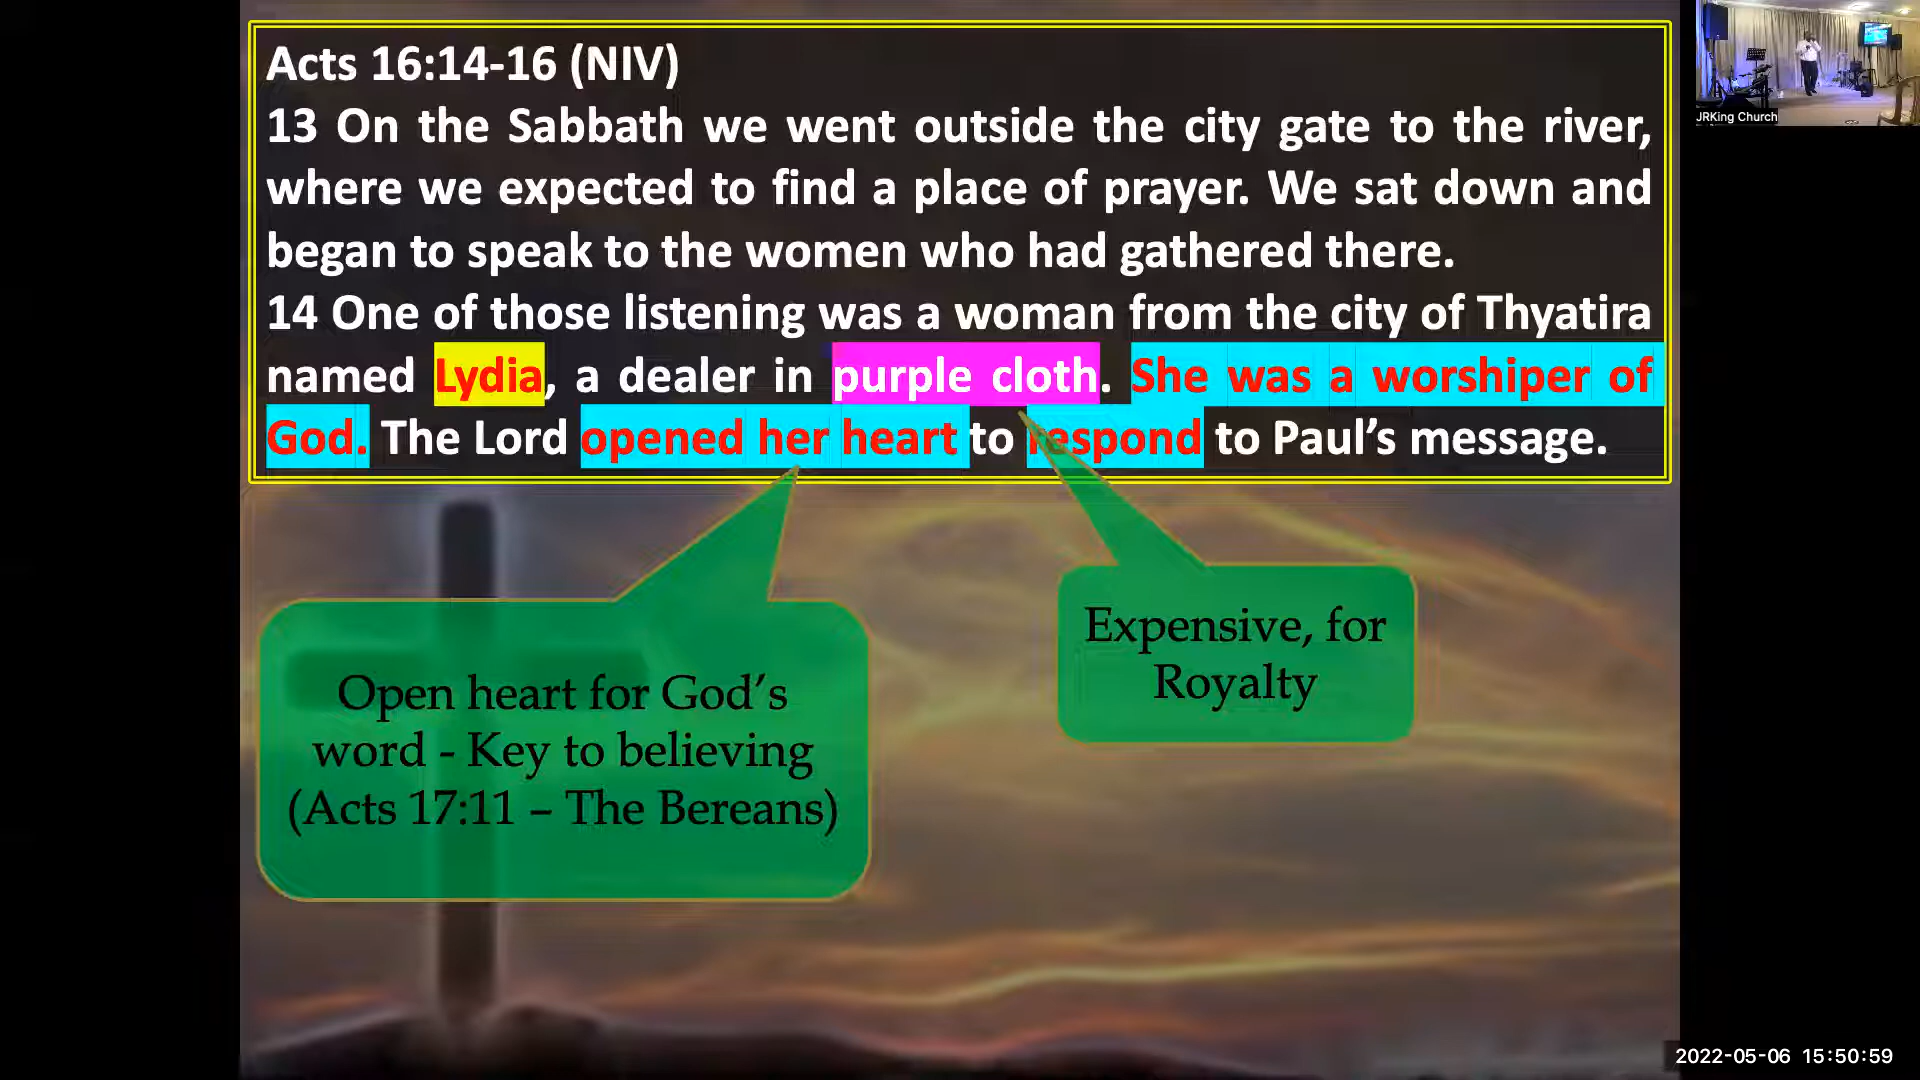 Acts 16:14-16 (NIV)
13 On the Sabbath we went outside the city gate to the river,
where we expected to find a place of prayer. We sat down and
began to speak to the women who had gathered there.
14 One of those listening was a woman from the city of Thyatira
named Lydia, a dealer in purple cloth. She was a worshiper of
God. The Lord opened her heart to respond to Paul’s message.
Open heart for God’s
word - Key to believing
(Acts 17:11 – The Bereans)
Expensive, for
Royalty
JRKing Church
2022-05-06 15:50:59